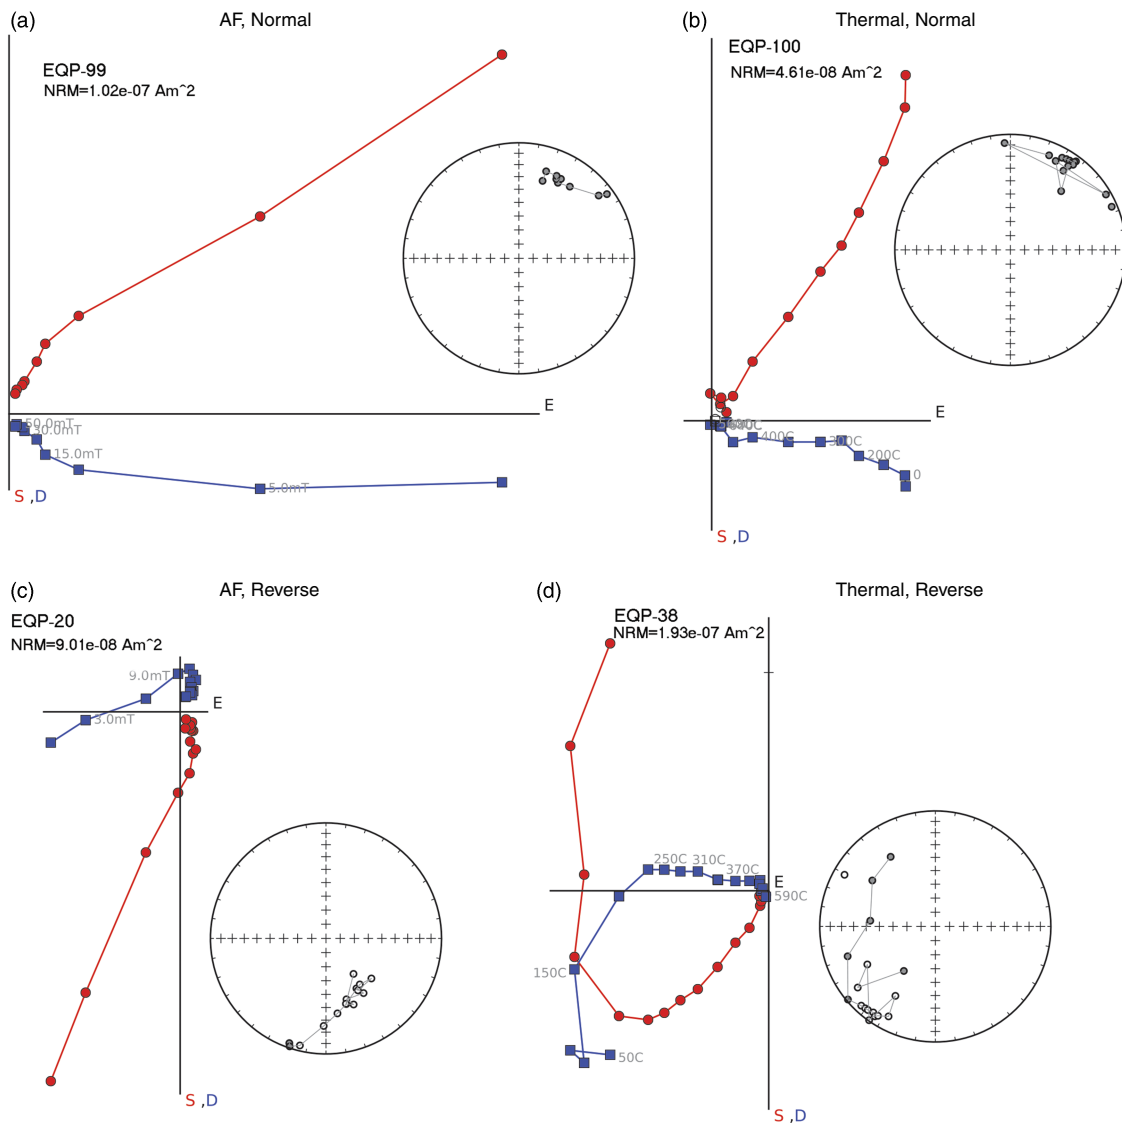 (a)
AF, Normal
EQP-99
NRM=1.02e-07 Am^2
E
50.0mT
30.0mT
15.0mT
5.0mT
S ,D
(b)
Thermal, Normal
EQP-100
NRM=4.61e-08 Am^2
E
400C
300C
200C
0
S ,D
(c)
AF, Reverse
EQP-20
NRM=9.01e-08 Am^2
9.0mT
E
3.0mT
S ,D
(d)
Thermal, Reverse
EQP-38
NRM=1.93e-07 Am^2
250C 310C
370C
E
590C
150C
50C
S ,D